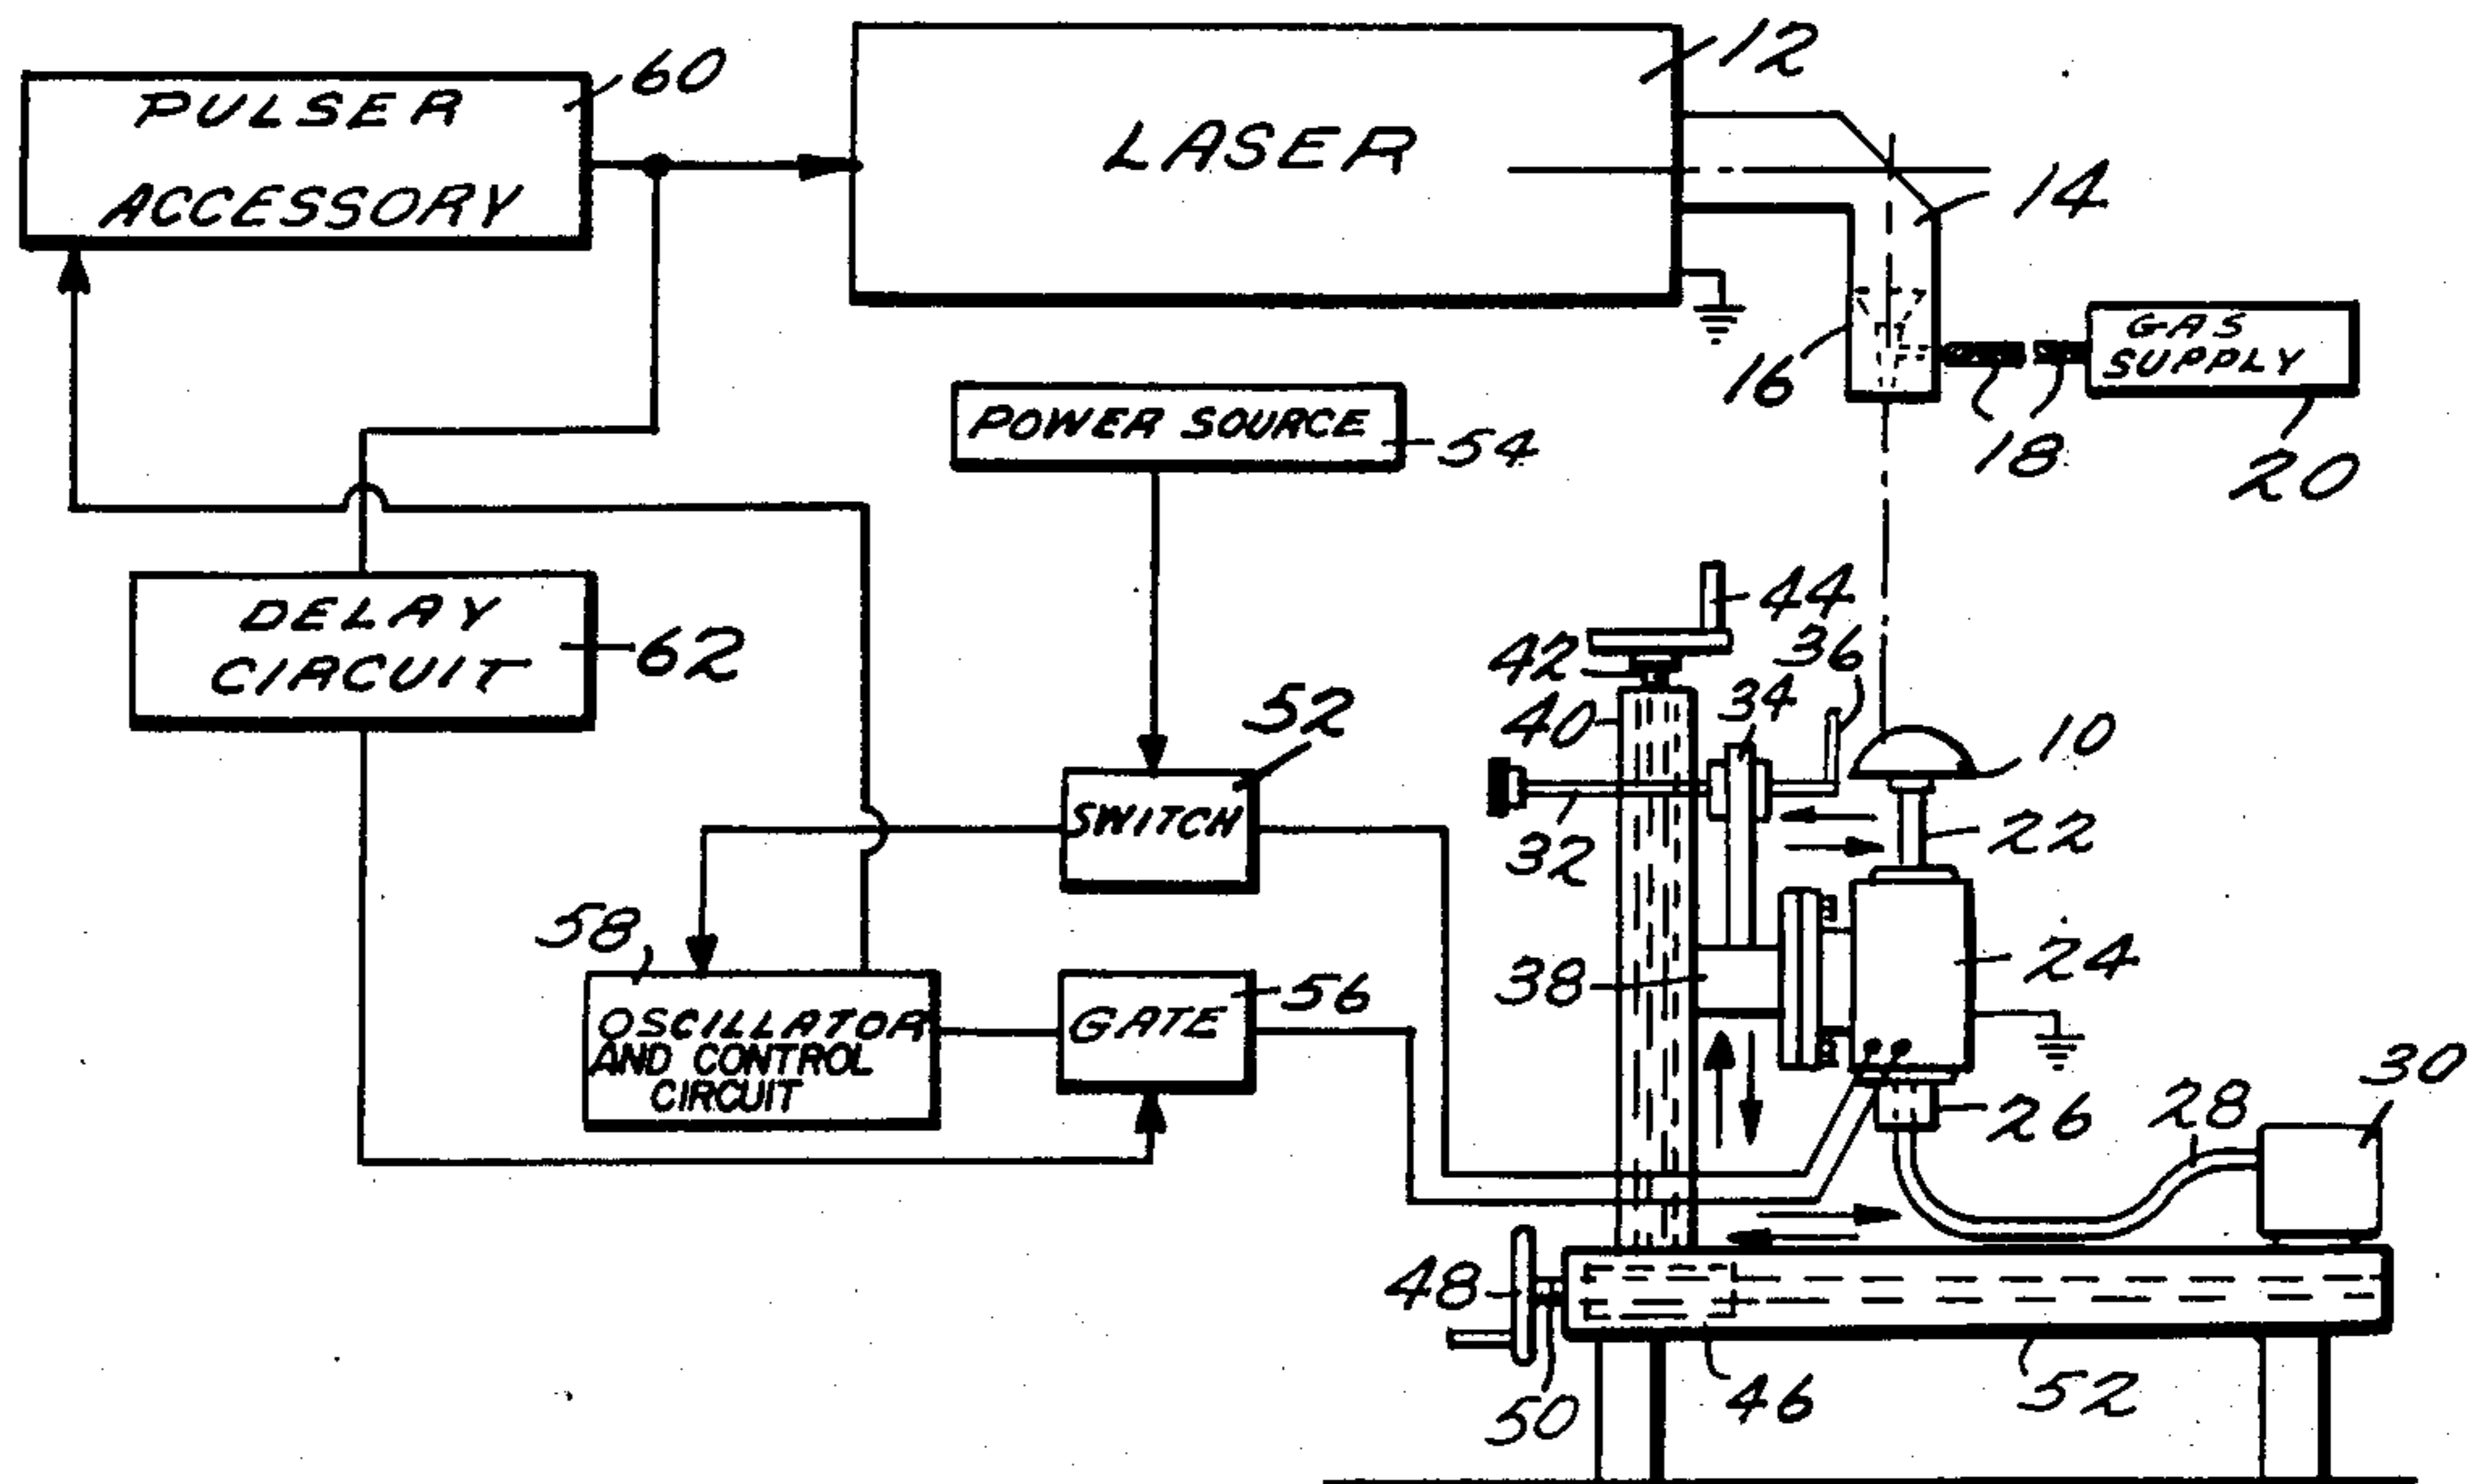 PULSER
ACCESSORY
60
LASER
12
14
16
18
GAS
SUPPLY
20
POWER SOURCE
54
DELAY
CIRCUIT
62
44
42
36
34
40
10
52
SWITCH
32
22
58
38
24
OSCILLATOR
AND CONTROL
CIRCUIT
GATE
56
26
28
30
48
50
46
52